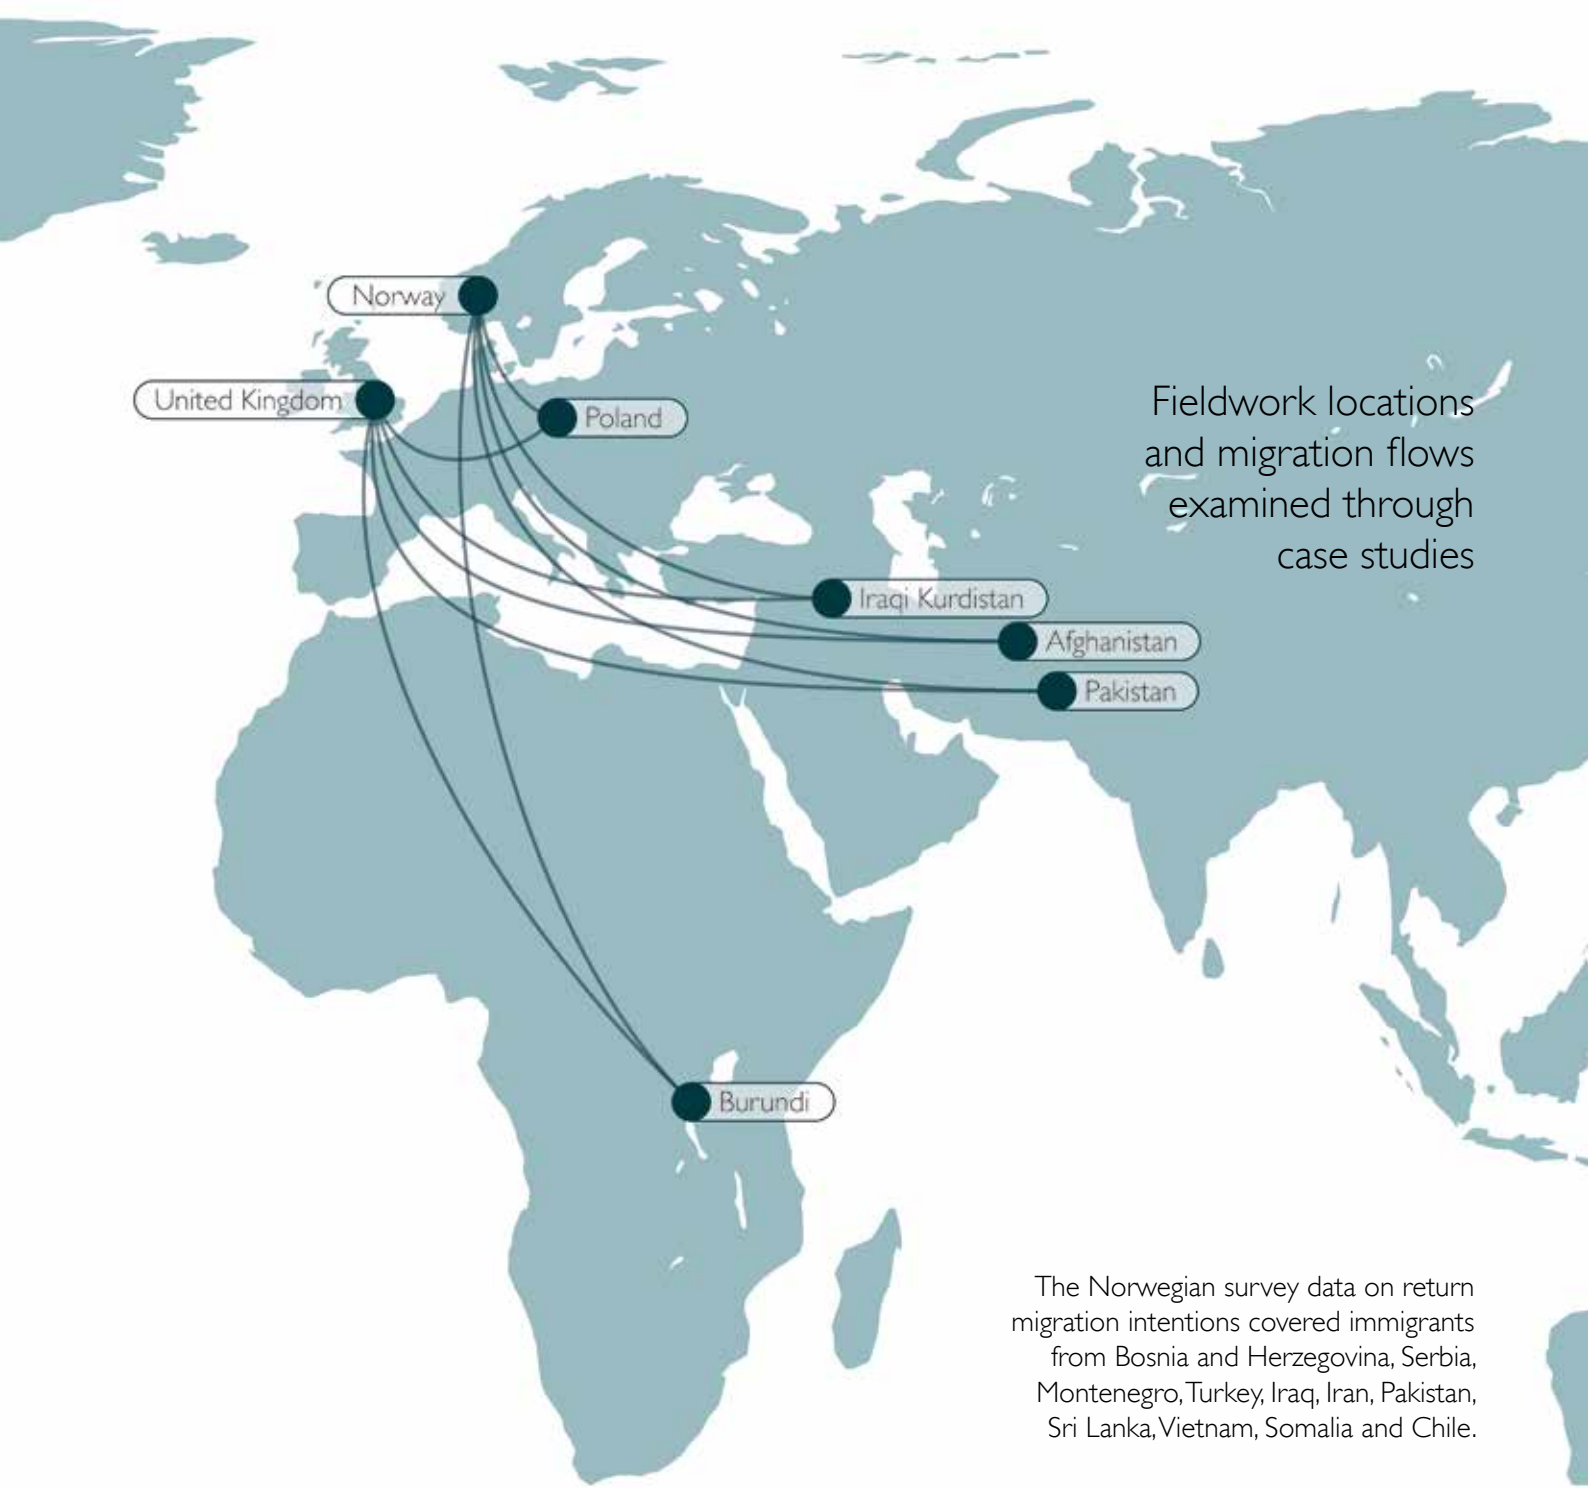 Norway
United Kingdom
Poland
Fieldwork locations
and migration flows
examined through
case studies
Iraqi Kurdistan
Afghanistan
Pakistan
Burundi
The Norwegian survey data on return
migration intentions covered immigrants
from Bosnia and Herzegovina, Serbia,
Montenegro, Turkey, Iraq, Iran, Pakistan,
Sri Lanka, Vietnam, Somalia and Chile.